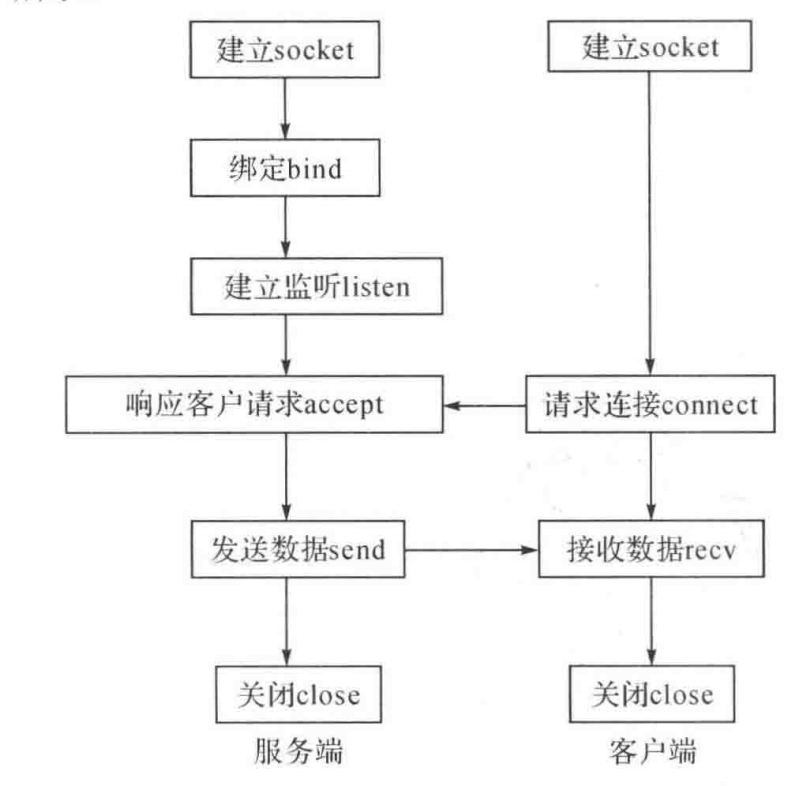 建立socket
建立socket
绑定bind
建立监听listen
响应客户请求accept
请求连接connect
发送数据send
接收数据recv
关闭close
关闭close
服务端
客户端